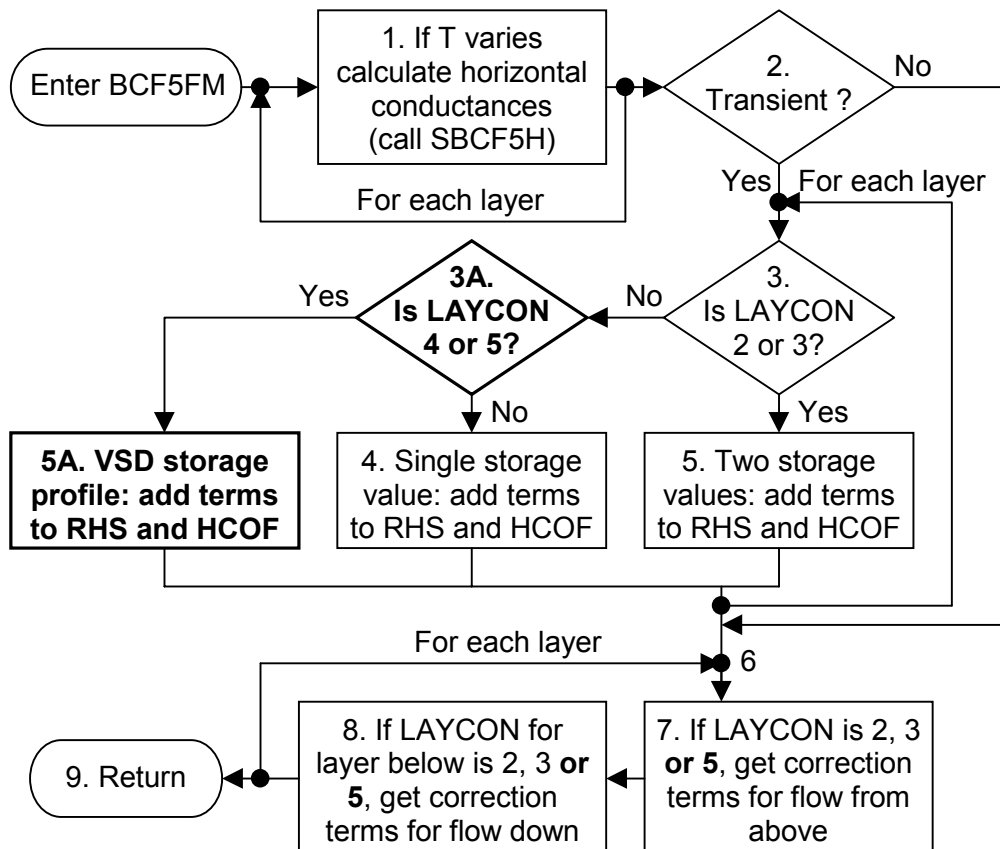 Enter BCF5FM
1. If T varies
calculate horizontal
conductances
(call SBCF5H)
For each layer
2.
Transient ?
No
Yes
For each layer
3.
Is LAYCON
2 or 3?
No
Yes
3A.
Is LAYCON
4 or 5?
Yes
No
5A. VSD storage
profile: add terms
to RHS and HCOF
4. Single storage
value: add terms
to RHS and HCOF
5. Two storage
values: add terms
to RHS and HCOF
For each layer
6
7. If LAYCON is 2, 3
or 5, get correction
terms for flow from
above
8. If LAYCON for
layer below is 2, 3 or
5, get correction
terms for flow down
9. Return